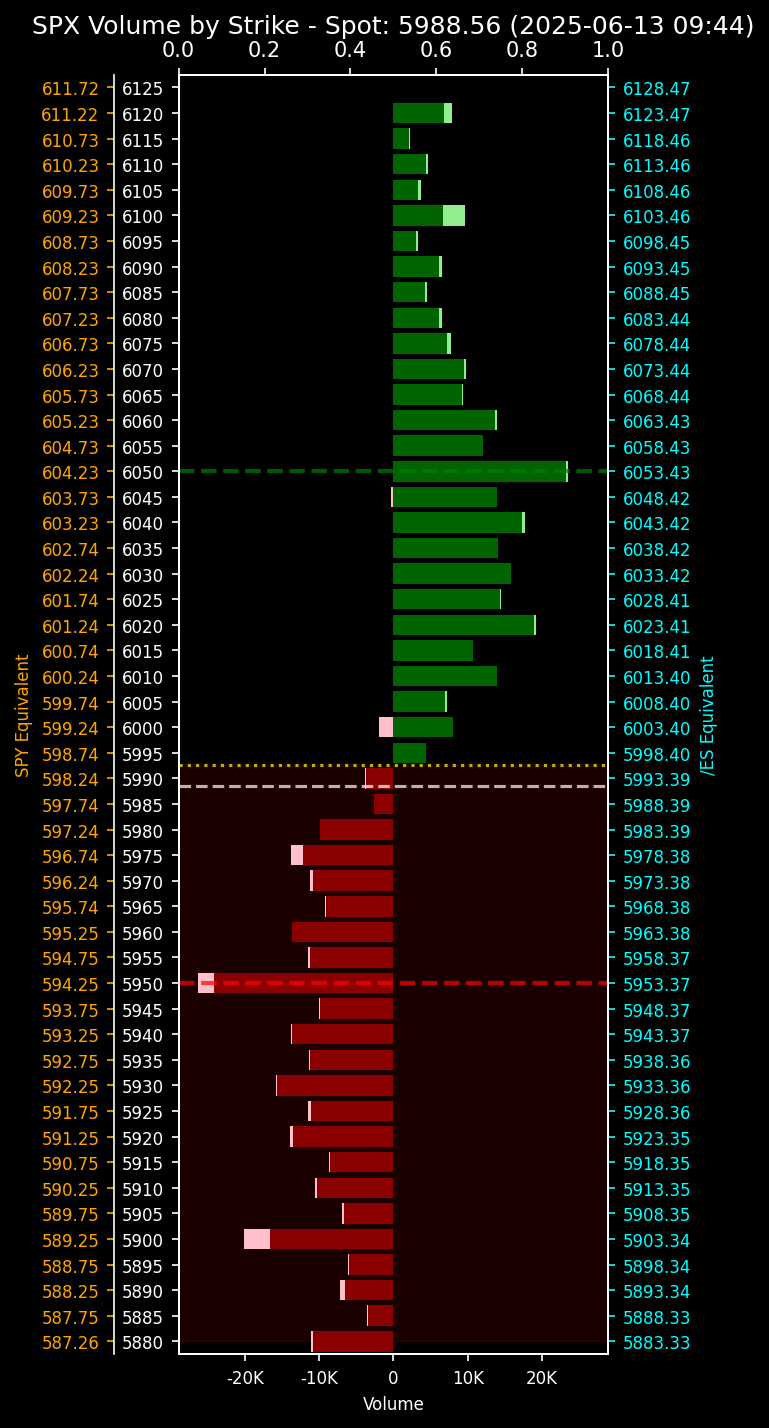 SPX Volume by Strike - Spot: 5988.56 (2025-06-13 09:44)
0.0 0.2 0.4 0.6 0.8 1.0
611.72 6125 6128.47
611.22 6120 6123.47
610.73 6115 6118.46
610.23 6110 6113.46
609.73 6105 6108.46
609.23 6100 6103.46
608.73 6095 6098.45
608.23 6090 6093.45
607.73 6085 6088.45
607.23 6080 6083.44
606.73 6075 6078.44
606.23 6070 6073.44
605.73 6065 6068.44
605.23 6060 6063.43
604.73 6055 6058.43
604.23 6050 6053.43
603.73 6045 6048.42
603.23 6040 6043.42
602.74 6035 6038.42
602.24 6030 6033.42
601.74 6025 6028.41
601.24 6020 6023.41
600.74 6015 6018.41
600.24 6010 6013.40
599.74 6005 6008.40
599.24 6000 6003.40
598.74 5995 5998.40
598.24 5990 5993.39
597.74 5985 5988.39
597.24 5980 5983.39
596.74 5975 5978.38
596.24 5970 5973.38
595.74 5965 5968.38
595.25 5960 5963.38
594.75 5955 5958.37
594.25 5950 5953.37
593.75 5945 5948.37
593.25 5940 5943.37
592.75 5935 5938.36
592.25 5930 5933.36
591.75 5925 5928.36
591.25 5920 5923.35
590.75 5915 5918.35
590.25 5910 5913.35
589.75 5905 5908.35
589.25 5900 5903.34
588.75 5895 5898.34
588.25 5890 5893.34
587.75 5885 5888.33
587.26 5880 5883.33
SPY Equivalent
/ES Equivalent
-20K -10K 0 10K 20K
Volume